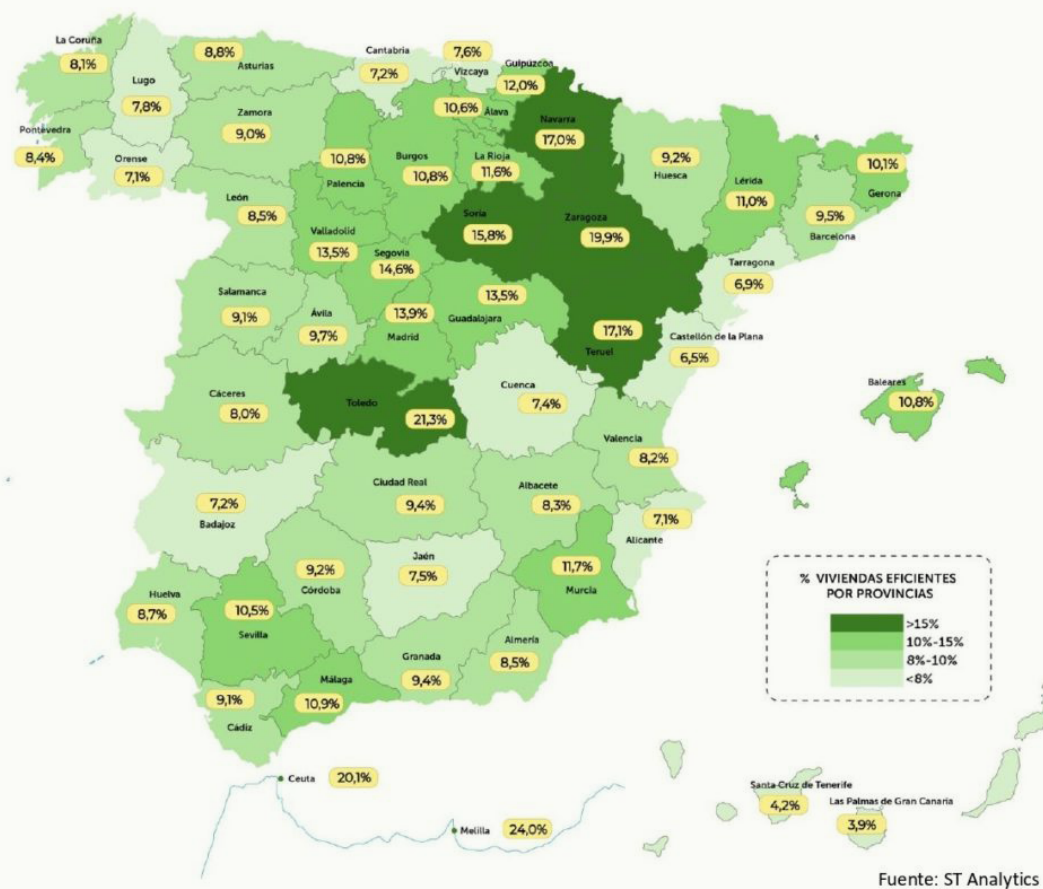 La Coruña
8,1%
Lugo
7,8%
8,8%
Asturias
Cantabria
7,2%
7,6%
Vizcaya
Guipúzcoa
12,0%
10,6%
Álava
Navarra
17,0%
Pontevedra
8,4%
Orense
7,1%
Zamora
9,0%
10,8%
Palencia
Burgos
10,8%
La Rioja
11,6%
9,2%
Huesca
Lérida
11,0%
10,1%
Gerona
9,5%
Barcelona
León
8,5%
Valladolid
13,5%
Segovia
14,6%
Soria
15,8%
Zaragoza
19,9%
Tarragona
6,9%
Salamanca
9,1%
Ávila
9,7%
13,9%
Madrid
13,5%
Guadalajara
17,1%
Teruel
Castellón de la Plana
6,5%
Cáceres
8,0%
Toledo
21,3%
Cuenca
7,4%
Valencia
8,2%
Baleares
10,8%
7,2%
Badajoz
Ciudad Real
9,4%
Albacete
8,3%
7,1%
Alicante
Huelva
8,7%
10,5%
Sevilla
9,2%
Córdoba
Jaén
7,5%
11,7%
Murcia
9,1%
Cádiz
Málaga
10,9%
Granada
9,4%
Almería
8,5%
% VIVIENDAS EFICIENTES
POR PROVINCIAS
>15%
10%-15%
8%-10%
<8%
Ceuta 20,1%
Melilla 24,0%
Santa Cruz de Tenerife
4,2%
Las Palmas de Gran Canaria
3,9%
Fuente: ST Analytics